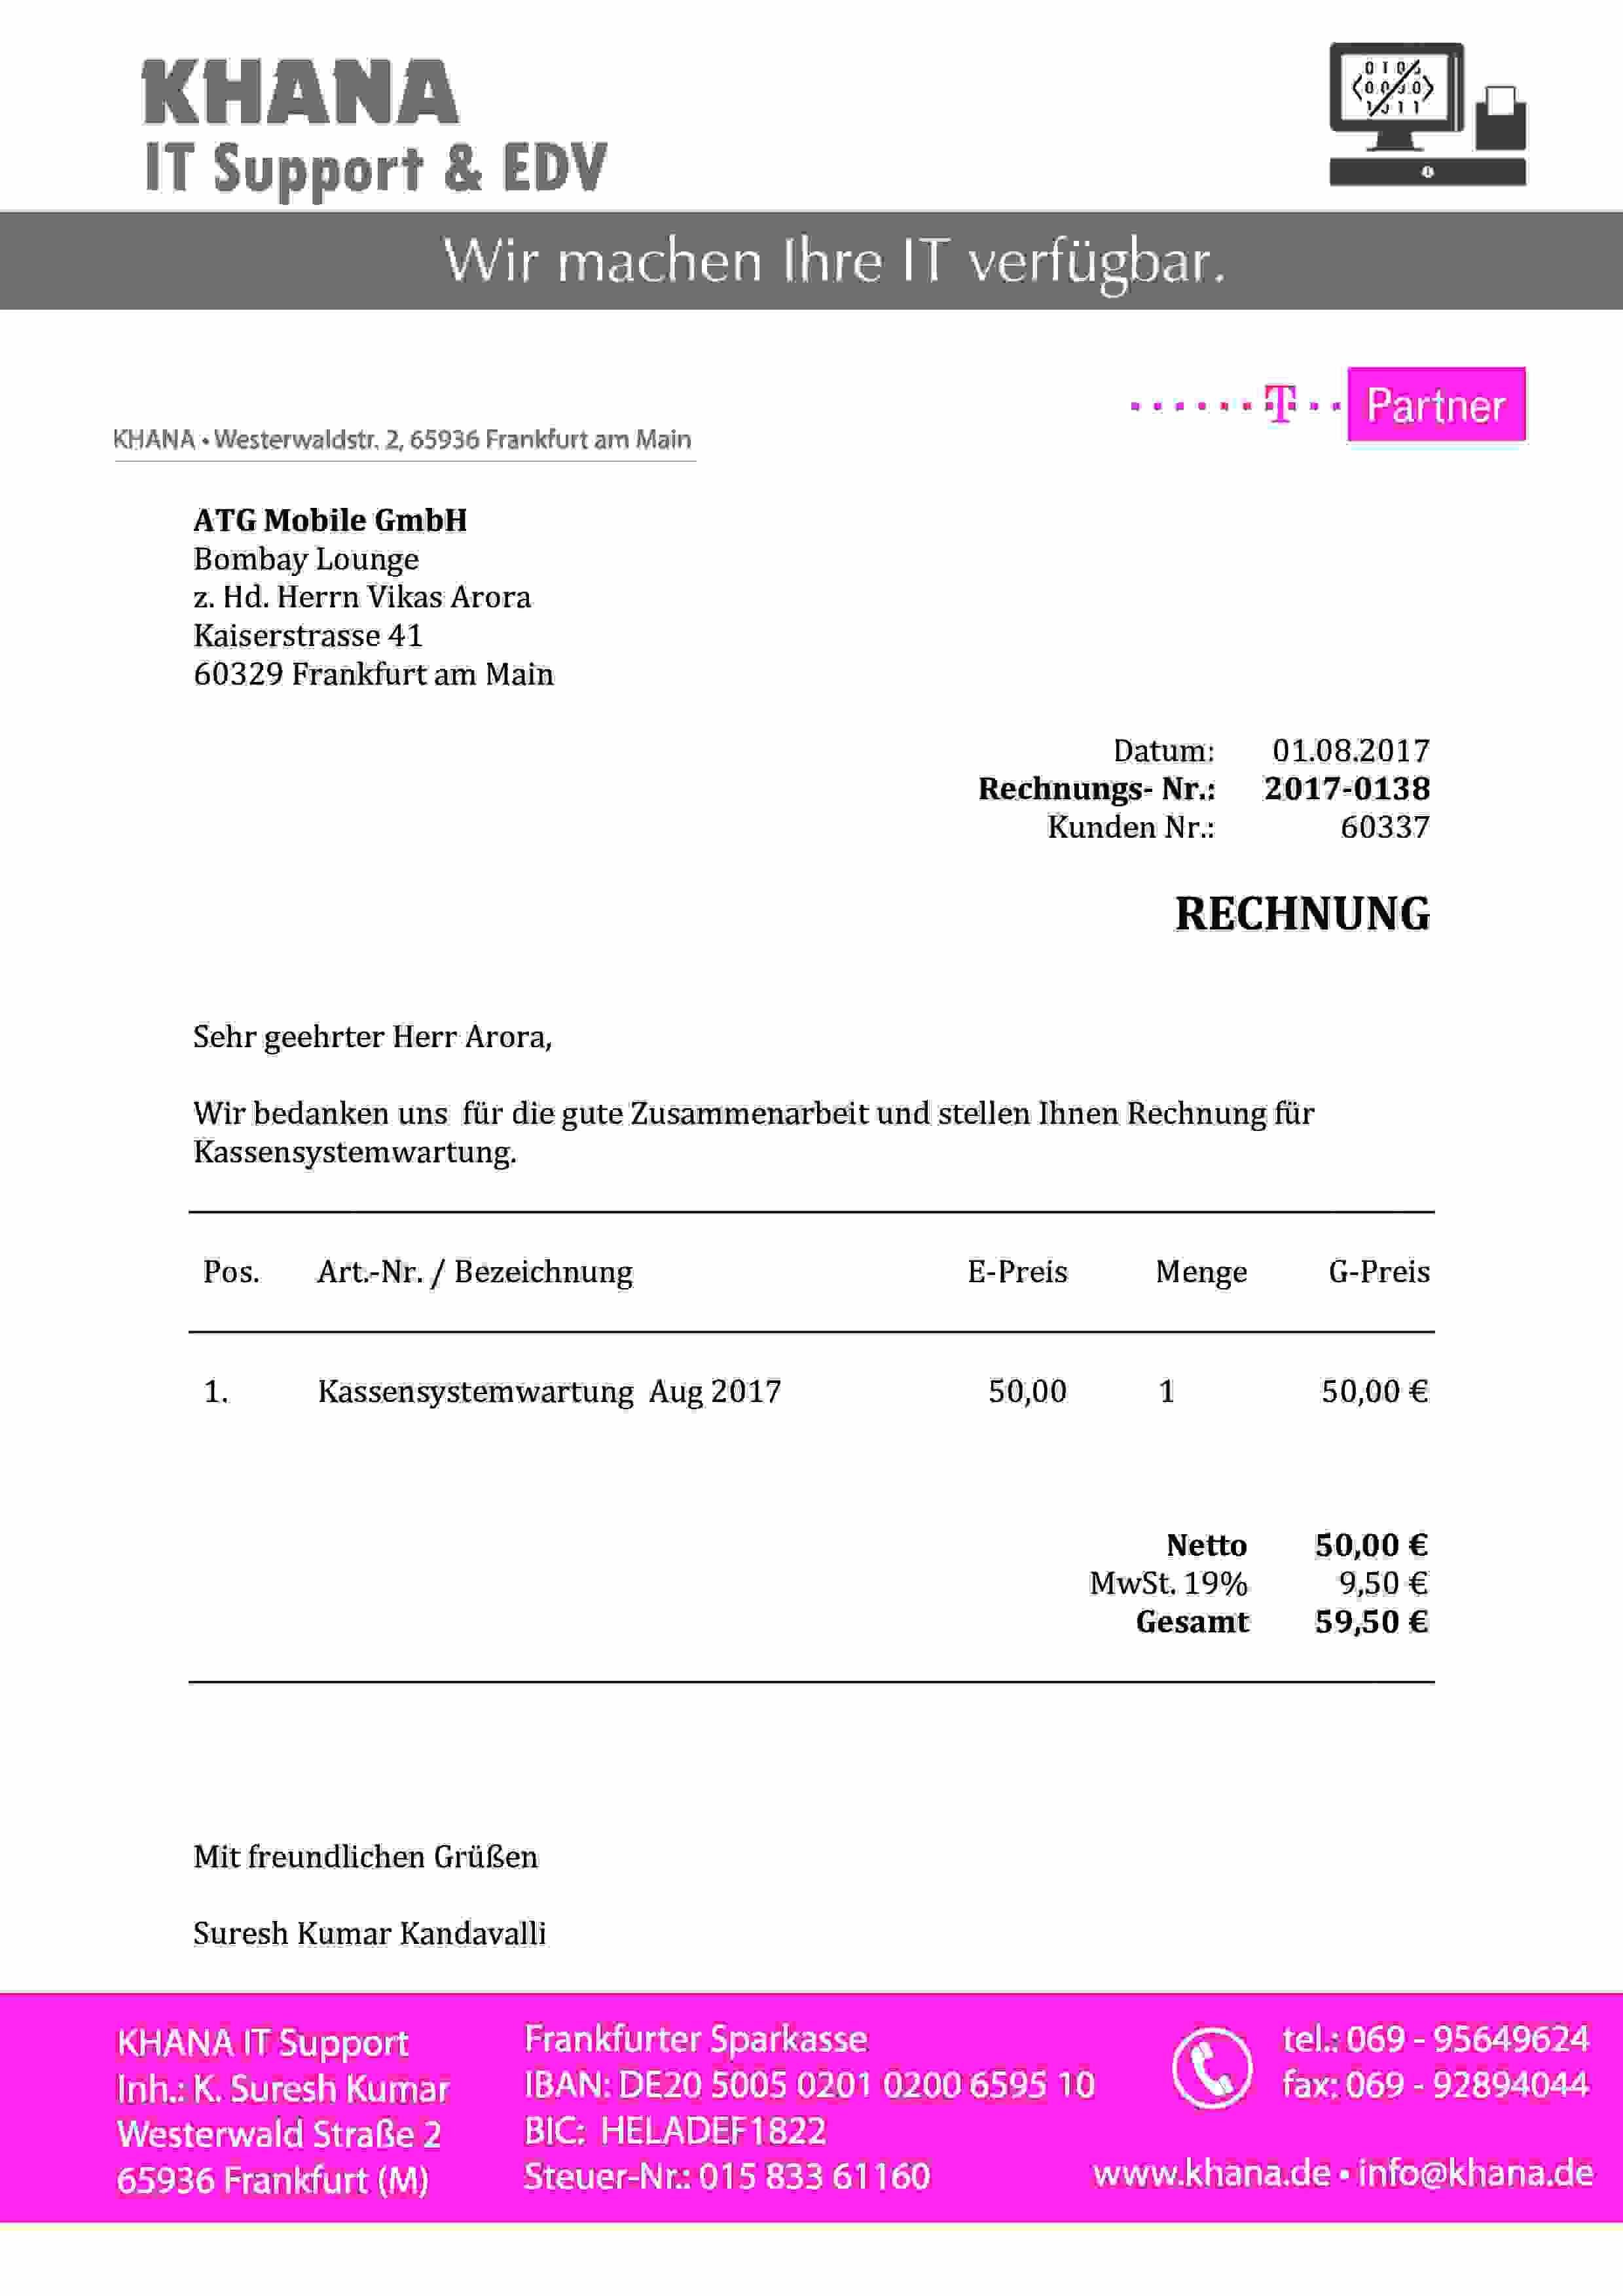 KHANA
IT Support & EDV
Wir machen Ihre IT verfügbar.
T Partner
KHANA • Westerwaldstr. 2, 65936 Frankfurt am Main
ATG Mobile GmbH
Bombay Lounge
z. Hd. Herrn Vikas Arora
Kaiserstrasse 41
60329 Frankfurt am Main
Datum: 01.08.2017
Rechnungs- Nr.: 2017-0138
Kunden Nr.: 60337
RECHNUNG
Sehr geehrter Herr Arora,
Wir bedanken uns für die gute Zusammenarbeit und stellen Ihnen Rechnung für
Kassensystemwartung.
Pos. Art.-Nr. / Bezeichnung E-Preis Menge G-Preis
1. Kassensystemwartung Aug 2017 50,00 1 50,00 €
Netto 50,00 €
MwSt. 19% 9,50 €
Gesamt 59,50 €
Mit freundlichen Grüßen
Suresh Kumar Kandavalli
KHANA IT Support
Inh.: K. Suresh Kumar
Westerwald Straße 2
65936 Frankfurt (M)
Frankfurter Sparkasse
IBAN: DE20 5005 0201 0200 6595 10
BIC: HELADEF1822
Steuer-Nr.: 015 833 61160
tel.: 069 - 95649624
fax: 069 - 92894044
www.khana.de • info@khana.de